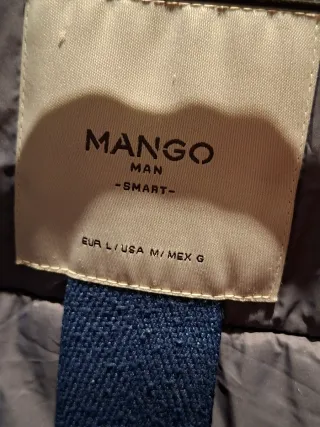 MANGO
MAN
-SMART-
EUR L/USA M/MEX G